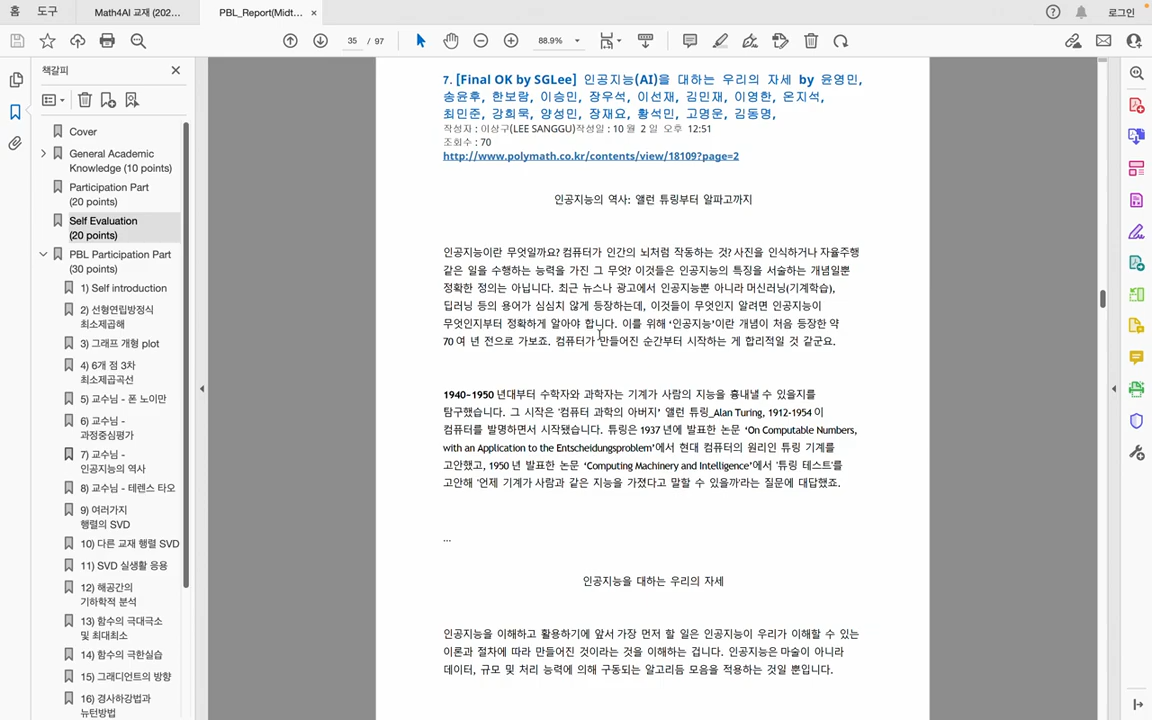 홈
도구
Math4AI 교재 (202...
PBL_Report(Midt...
×
로그인
35 / 97
88.9%
책갈피
Cover
General Academic
Knowledge (10 points)
Participation Part
(20 points)
Self Evaluation
(20 points)
PBL Participation Part
(30 points)
1) Self introduction
2) 선형연립방정식
최소제곱해
3) 그래프 개형 plot
4) 6개 점 3차
최소제곱곡선
5) 교수님 - 폰 노이만
6) 교수님 -
과정중심평가
7) 교수님 -
인공지능의 역사
8) 교수님 - 테렌스 타오
9) 여러가지
행렬의 SVD
10) 다른 교재 행렬 SVD
11) SVD 실생활 응용
12) 해공간의
기하학적 분석
13) 함수의 극대극소
및 최대최소
14) 함수의 극한실습
15) 그래디언트의 방향
16) 경사하강법과
뉴턴방법
7. [Final OK by SGLee] 인공지능(AI)을 대하는 우리의 자세 by 윤영민,
송윤후, 한보람, 이승민, 장우석, 이선재, 김민재, 이영한, 온지석,
최민준, 강희욱, 양성민, 장재요, 황석민, 고명운, 김동명,
작성자 : 이상구(LEE SANGGU)작성일 : 10 월 2 일 오후 12:51
조회수 : 70
http://www.polymath.co.kr/contents/view/18109?page=2
인공지능의 역사: 앨런 튜링부터 알파고까지
인공지능이란 무엇일까요? 컴퓨터가 인간의 뇌처럼 작동하는 것? 사진을 인식하거나 자율주행
같은 일을 수행하는 능력을 가진 그 무엇? 이것들은 인공지능의 특징을 서술하는 개념일뿐
정확한 정의는 아닙니다. 최근 뉴스나 광고에서 인공지능뿐 아니라 머신러닝(기계학습),
딥러닝 등의 용어가 심심치 않게 등장하는데, 이것들이 무엇인지 알려면 인공지능이
무엇인지부터 정확하게 알아야 합니다. 이를 위해 '인공지능'이란 개념이 처음 등장한 약
70 여 년 전으로 가보죠. 컴퓨터가 만들어진 순간부터 시작하는 게 합리적일 것 같군요.
1940-1950 년대부터 수학자와 과학자는 기계가 사람의 지능을 흉내낼 수 있을지를
탐구했습니다. 그 시작은 '컴퓨터 과학의 아버지' 앨런 튜링_Alan Turing, 1912-1954 이
컴퓨터를 발명하면서 시작됐습니다. 튜링은 1937 년에 발표한 논문 ‘On Computable Numbers,
with an Application to the Entscheidungsproblem’에서 현대 컴퓨터의 원리인 튜링 기계를
고안했고, 1950 년 발표한 논문 ‘Computing Machinery and Intelligence’에서 '튜링 테스트'를
고안해 '언제 기계가 사람과 같은 지능을 가졌다고 말할 수 있을까'라는 질문에 대답했죠.
...
인공지능을 대하는 우리의 자세
인공지능을 이해하고 활용하기에 앞서 가장 먼저 할 일은 인공지능이 우리가 이해할 수 있는
이론과 절차에 따라 만들어진 것이라는 것을 이해하는 겁니다. 인공지능은 마술이 아니라
데이터, 규모 및 처리 능력에 의해 구동되는 알고리듬 모음을 적용하는 것일 뿐입니다.